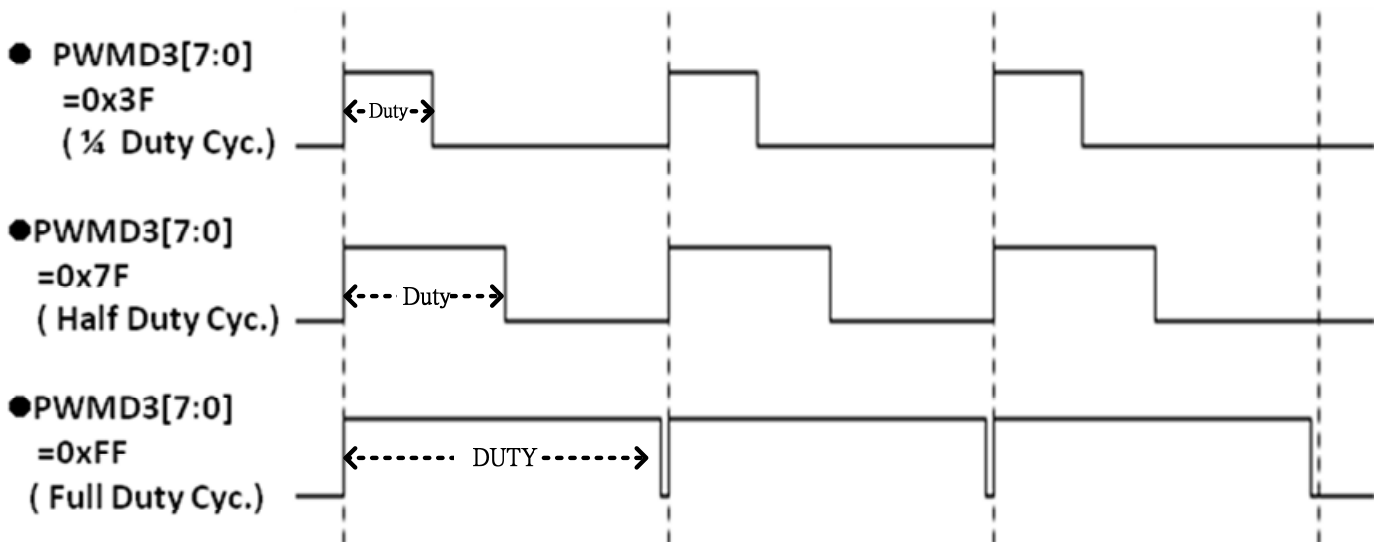 ● PWMD3[7:0]
=0x3F
( ¼ Duty Cyc.)
Duty
●PWMD3[7:0]
=0x7F
( Half Duty Cyc.)
Duty
●PWMD3[7:0]
=0xFF
( Full Duty Cyc.)
DUTY